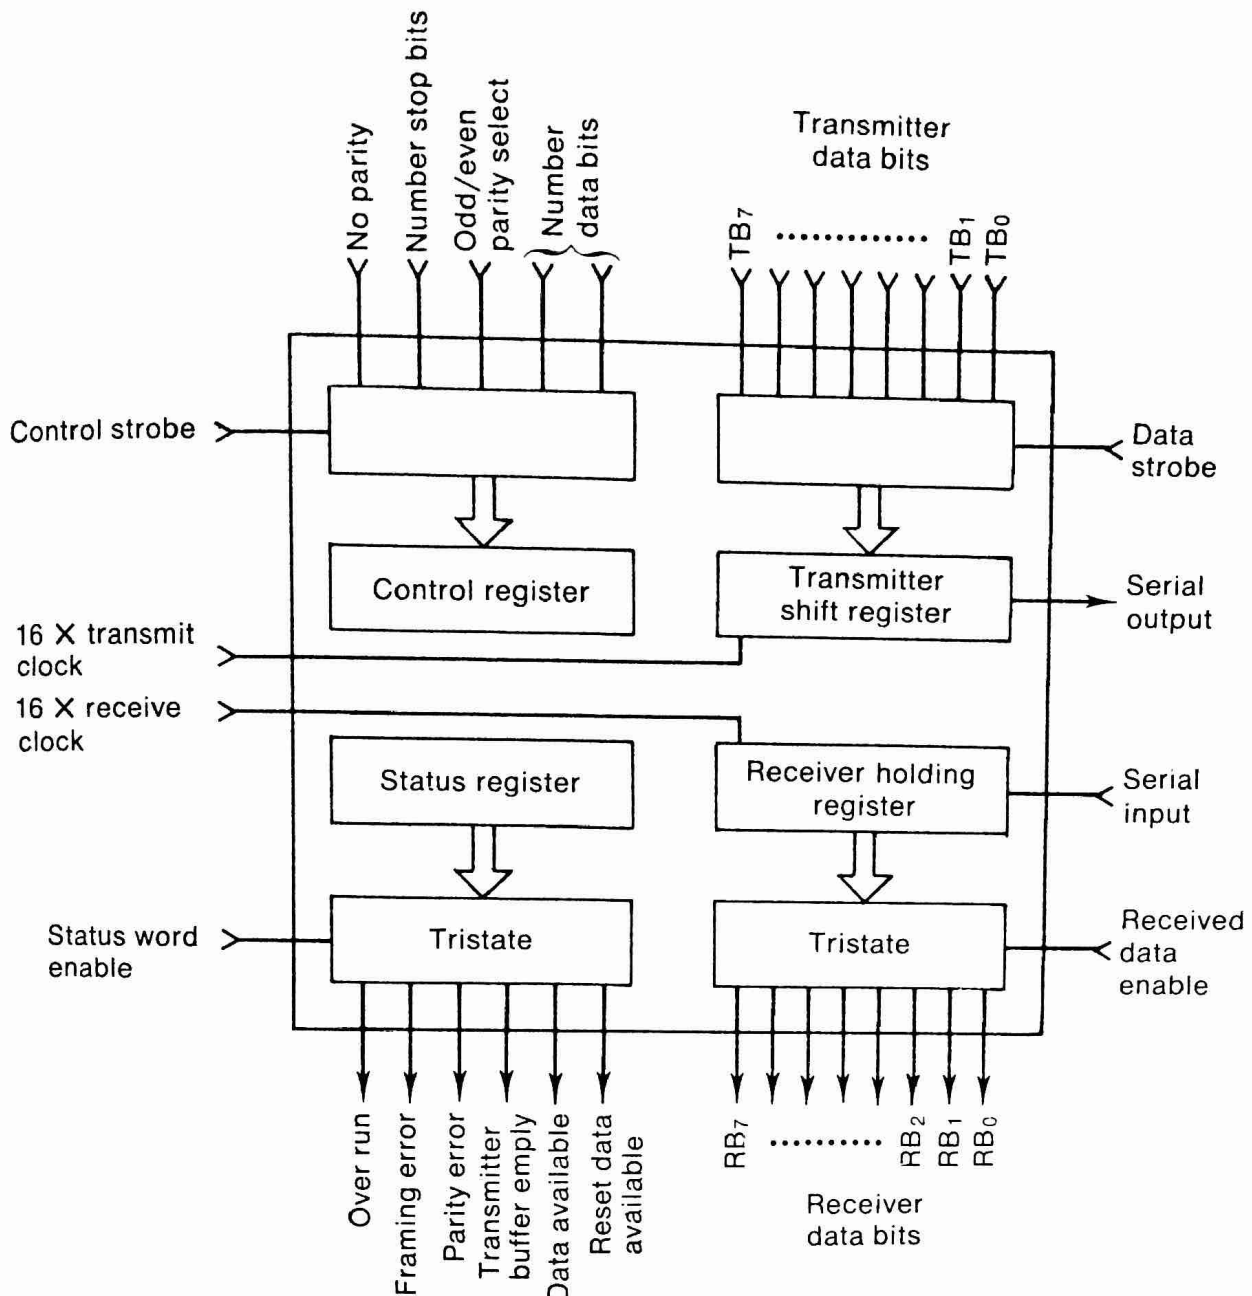 No parity
Number stop bits
Odd/even
parity select
Number
data bits
Transmitter
data bits
TB7
.............
TB1
TB0
Control strobe
Data
strobe
Control register
Transmitter
shift register
Serial
output
16 X transmit
clock
16 X receive
clock
Status register
Receiver holding
register
Serial
input
Status word
enable
Tristate
Tristate
Received
data
enable
Over run
Framing error
Parity error
Transmitter
buffer emply
Data available
Reset data
available
RB7
..........
RB2
RB1
RB0
Receiver
data bits